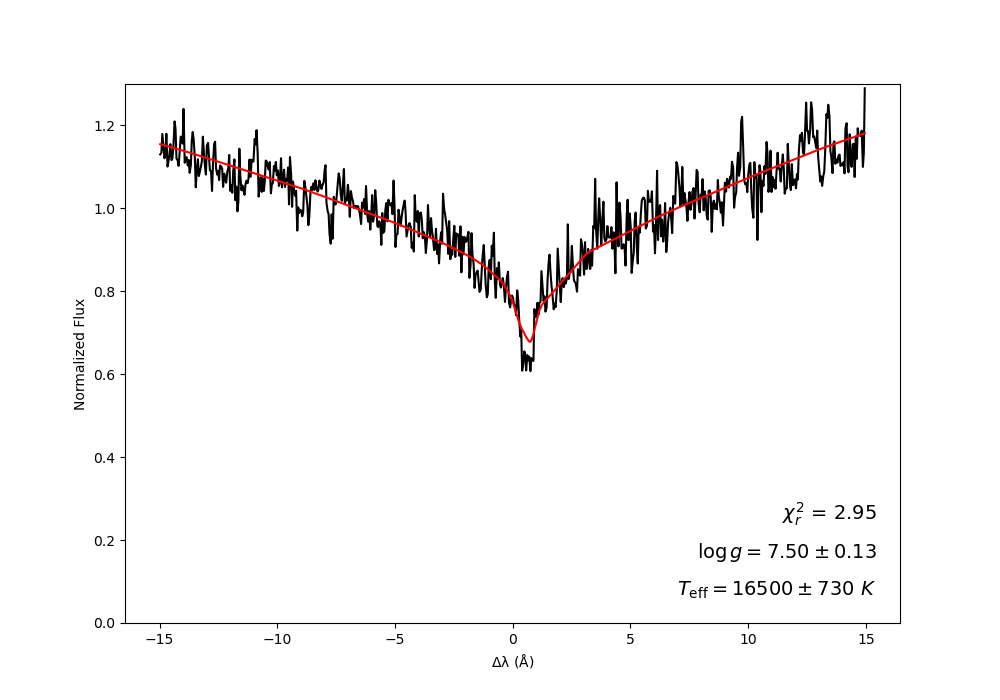 1.2
1.0
0.8
0.6
0.4
0.2
0.0
Normalized Flux
χ²ᵣ = 2.95
log g = 7.50 ± 0.13
T_eff = 16500 ± 730 K
−15 −10 −5 0 5 10 15
Δλ (Å)